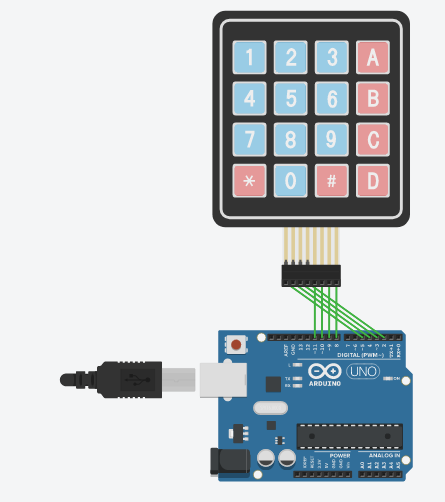 1 2 3 A
4 5 6 B
7 8 9 C
* 0 # D
AREF
GND
13
12
~11
~10
~9
8
7
~6
~5
4
~3
2
TX→1
RX←0
DIGITAL (PWM~)
L
TX
RX
ARDUINO
UNO
ON
POWER
ANALOG IN
IOREF
RESET
3.3V
5V
GND
GND
Vin
A0
A1
A2
A3
A4
A5